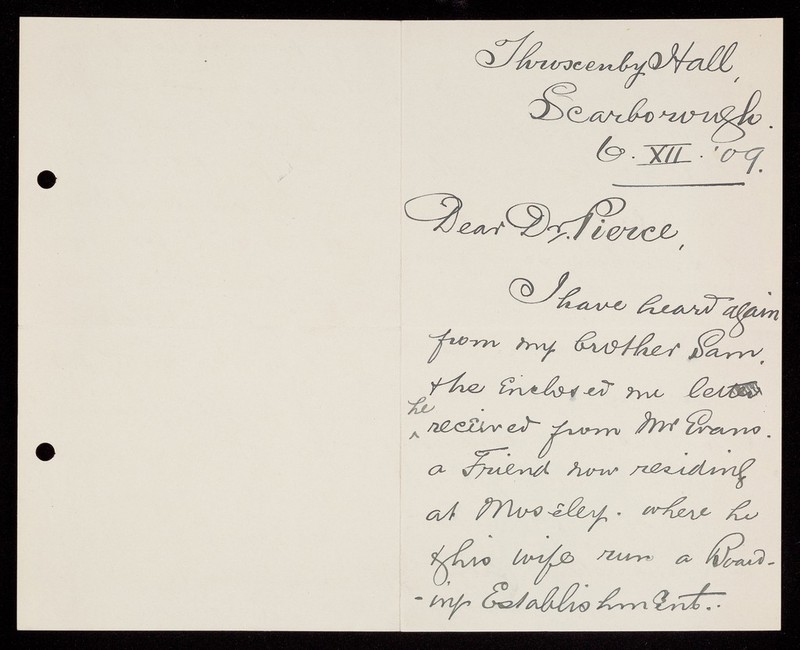 Throxenby Hall,
Scarborough.
6. XII. '09.
Dear Dr. Pierce,
I have heard again
from my brother Sam.
& he enclosed me letter
he
received from Mr Evans.
a Friend now residing
at Moseley. where he
& his wife run a Board-
-ing Establishment..